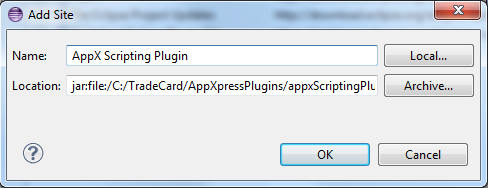 Add Site
Name: AppX Scripting Plugin Local...
Location: jar:file:/C:/TradeCard/AppXpressPlugins/appxScriptingPlu Archive...
? OK Cancel